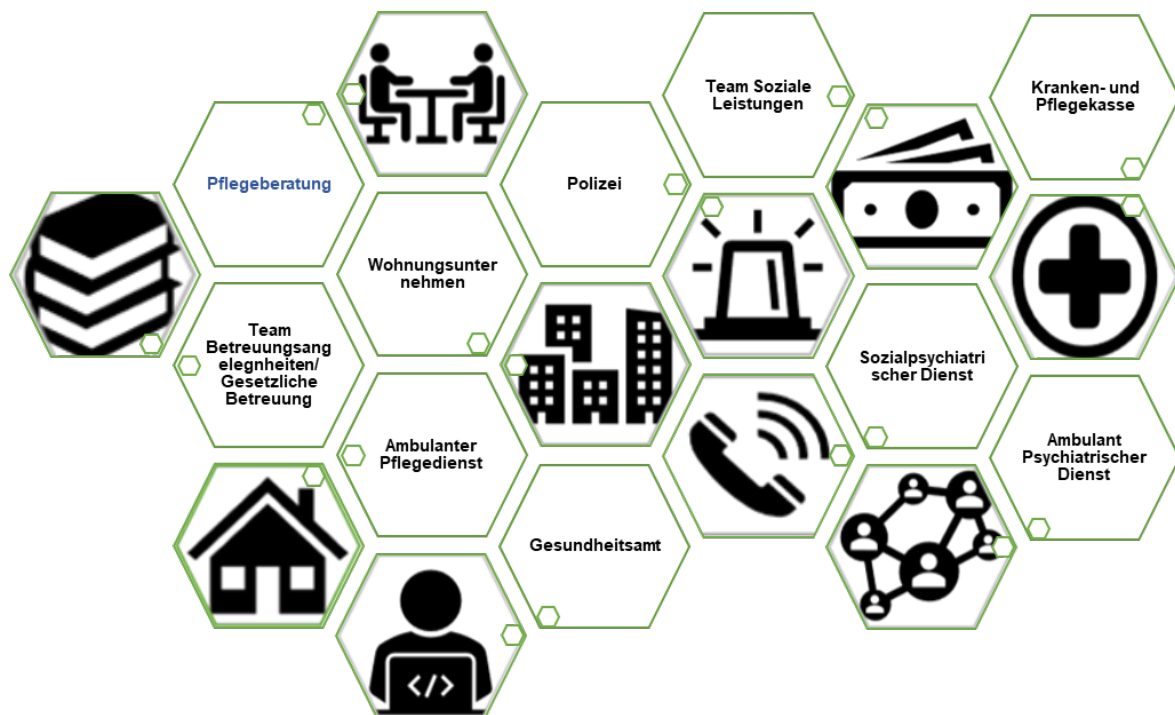 Team Soziale
Leistungen
Kranken- und
Pflegekasse
Pflegeberatung
Polizei
Wohnungsunter
nehmen
Team
Betreuungsang
elegnheiten/
Gesetzliche
Betreuung
Sozialpsychiatri
scher Dienst
Ambulanter
Pflegedienst
Ambulant
Psychiatrischer
Dienst
Gesundheitsamt
</>